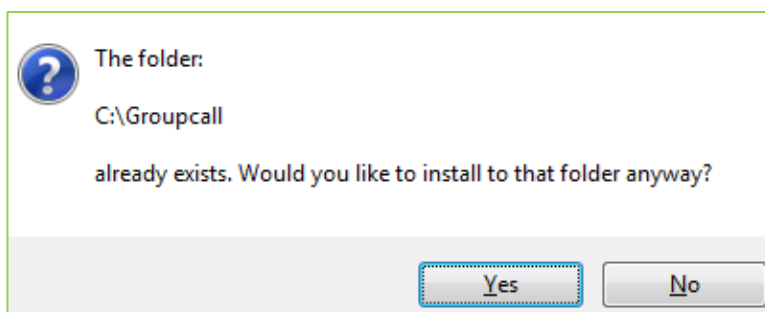 The folder:
C:\Groupcall
already exists. Would you like to install to that folder anyway?
Yes
No